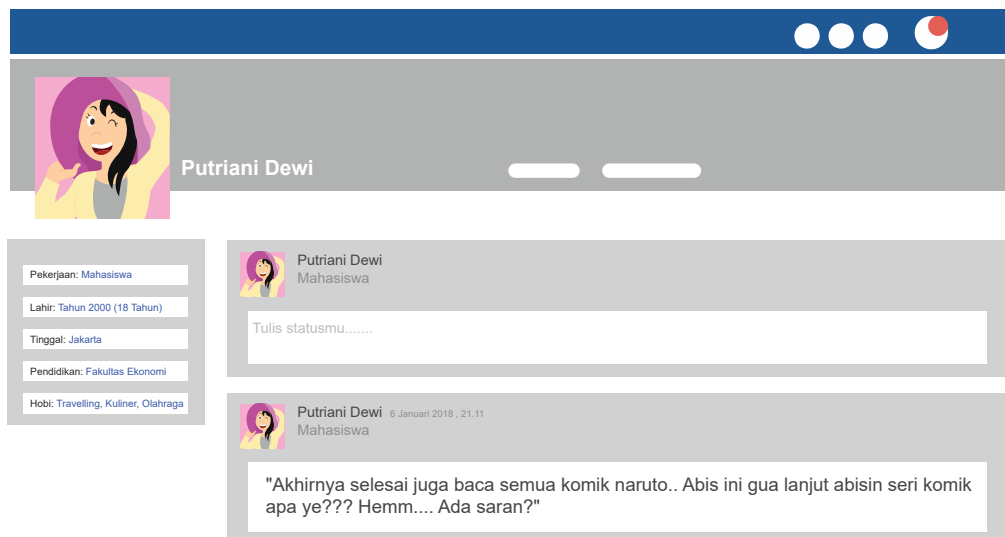 Putriani Dewi
Pekerjaan: Mahasiswa
Lahir: Tahun 2000 (18 Tahun)
Tinggal: Jakarta
Pendidikan: Fakultas Ekonomi
Hobi: Travelling, Kuliner, Olahraga
Putriani Dewi
Mahasiswa
Tulis statusmu.......
Putriani Dewi 6 Januari 2018 , 21.11
Mahasiswa
"Akhirnya selesai juga baca semua komik naruto.. Abis ini gua lanjut abisin seri komik
apa ye??? Hemm.... Ada saran?"